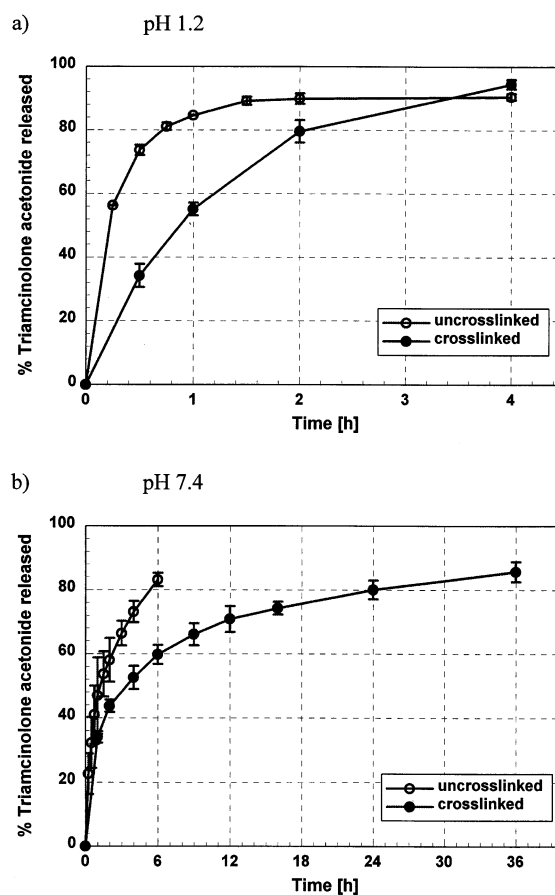 a) pH 1.2
% Triamcinolone acetonide released
100
80
60
40
20
0
0 1 2 3 4
Time [h]
uncrosslinked
crosslinked
b) pH 7.4
% Triamcinolone acetonide released
100
80
60
40
20
0
0 6 12 18 24 30 36
Time [h]
uncrosslinked
crosslinked